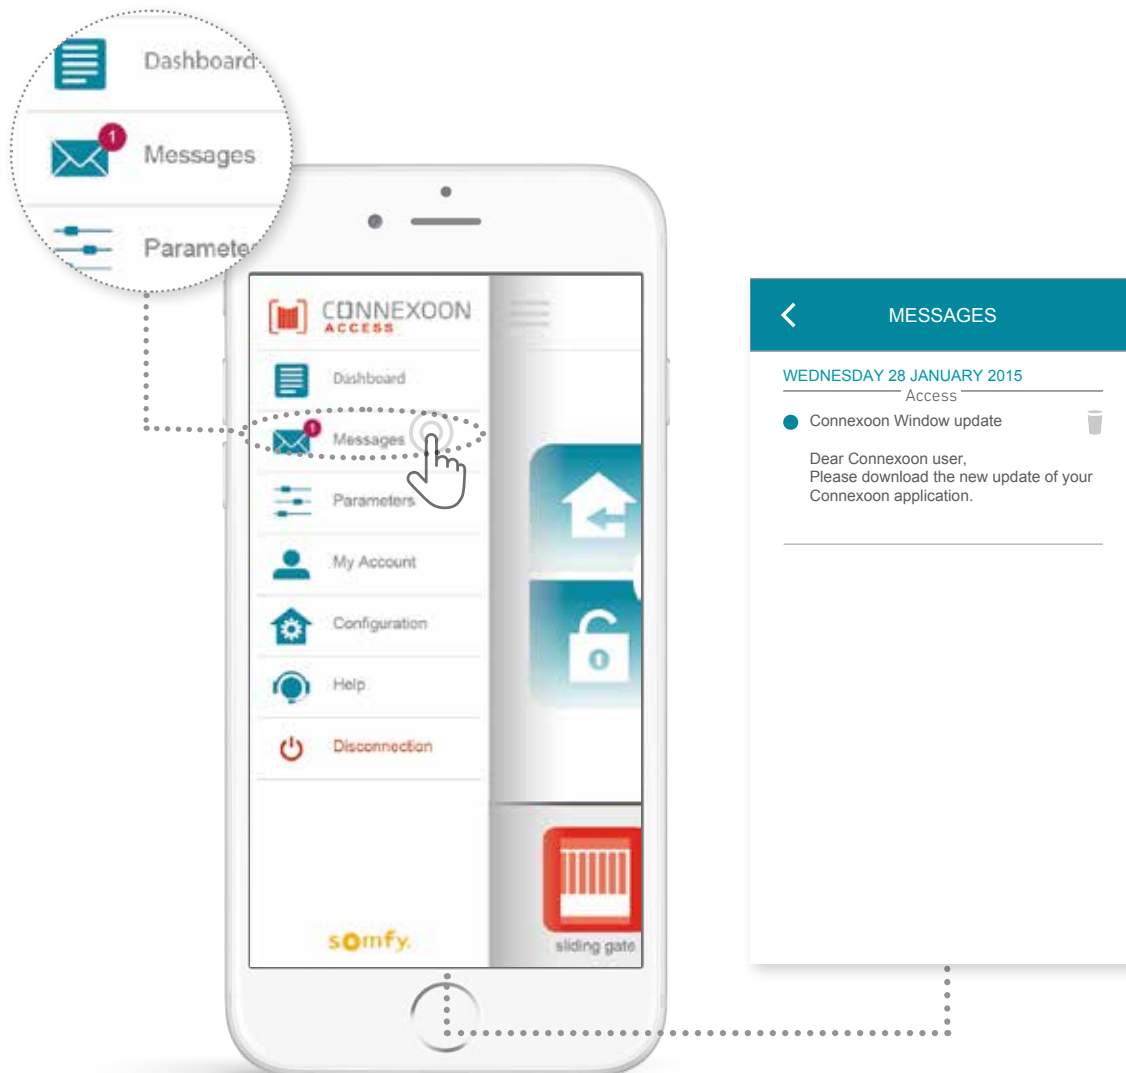 Dashboard
1
Messages
CONNEXOON
ACCESS
Dashboard
1
Messages
Parameters
My Account
Configuration
Help
Disconnection
somfy.
sliding gate
MESSAGES
WEDNESDAY 28 JANUARY 2015
Access
Connexoon Window update
Dear Connexoon user,
Please download the new update of your
Connexoon application.